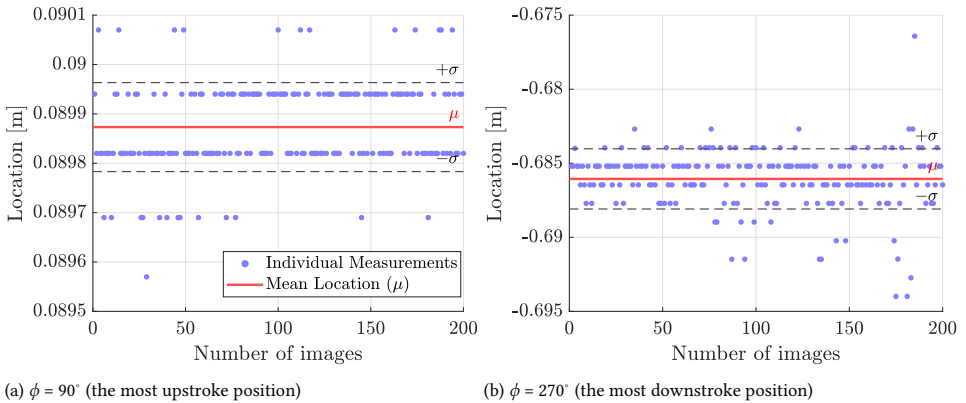 0.0901
0.09
0.0899
0.0898
0.0897
0.0896
0.0895
Location [m]
+σ
μ
−σ
Individual Measurements
Mean Location (μ)
0 50 100 150 200
Number of images
(a) ϕ = 90° (the most upstroke position)
-0.675
-0.68
-0.685
-0.69
-0.695
Location [m]
+σ
μ
−σ
0 50 100 150 200
Number of images
(b) ϕ = 270° (the most downstroke position)